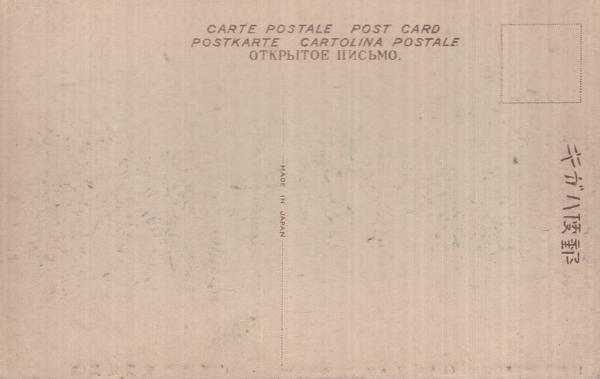 CARTE POSTALE POST CARD
POSTKARTE CARTOLINA POSTALE
ОТКРЫТОЕ ПИСЬМО.
MADE IN JAPAN
キガハ便郵